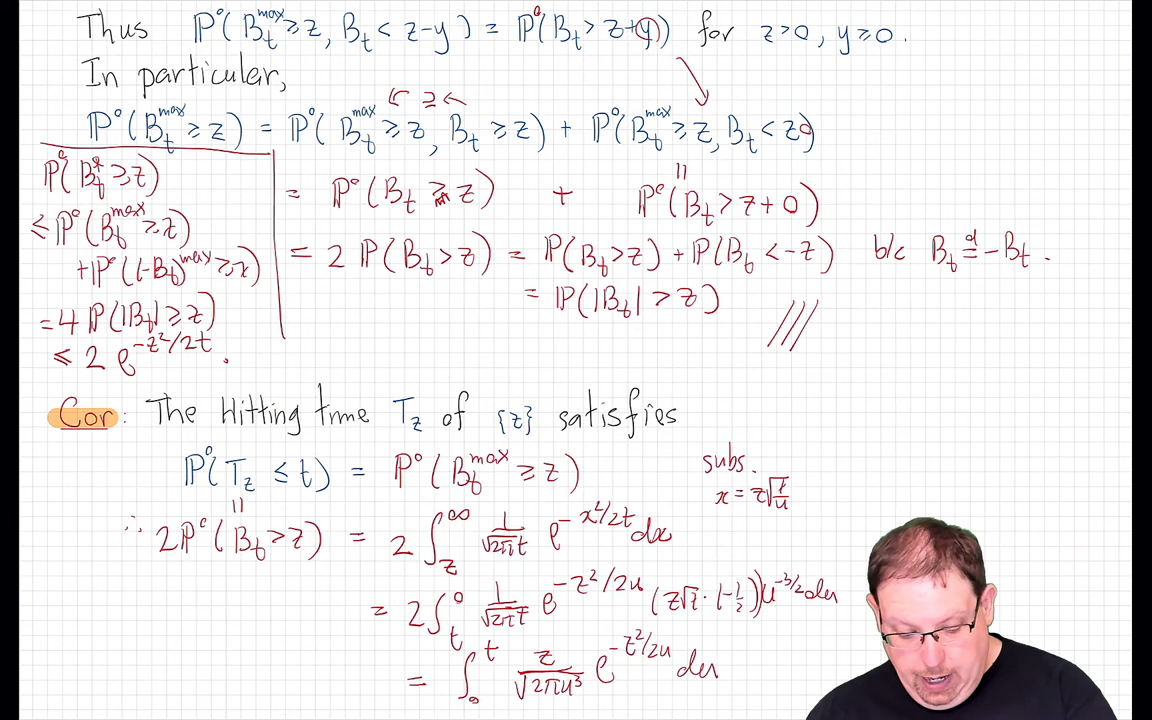 Thus ℙ⁰(B_t^max ≥ z, B_t < z-y) = ℙ⁰(B_t > z+y) for z>0, y≥0.
In particular,
ℙ⁰(B_t^max ≥ z) = ℙ⁰(B_t^max ≥ z, B_t ≥ z) + ℙ⁰(B_t^max ≥ z, B_t < z0)
= ℙ⁰(B_t ≥ z) + ℙ⁰(B_t > z+0)
= 2 ℙ(B_t > z) = ℙ(B_t > z) + ℙ(B_t < -z) b/c B_t =^d -B_t.
= ℙ(|B_t| > z) ///
ℙ⁰(B_t^* ≥ z)
≤ ℙ⁰(B_t^max ≥ z)
+ ℙ⁰((-B_t)^max ≥ z)
= 4 ℙ(|B_t| ≥ z)
≤ 2 e^{-z²/2t}.
Cor: The Hitting time T_z of {z} satisfies
ℙ⁰(T_z ≤ t) = ℙ⁰(B_t^max ≥ z)
subs.
x = z√(t/u)
∴ 2ℙ⁰(B_t > z) = 2 ∫_z^∞ 1/√(2πt) e^{-x²/2t} dx
= 2 ∫_t^0 1/√(2πt) e^{-z²/2u} (z√t · (-1/2)) u^{-3/2} du
= ∫_0^t z/√(2πu³) e^{-z²/2u} du